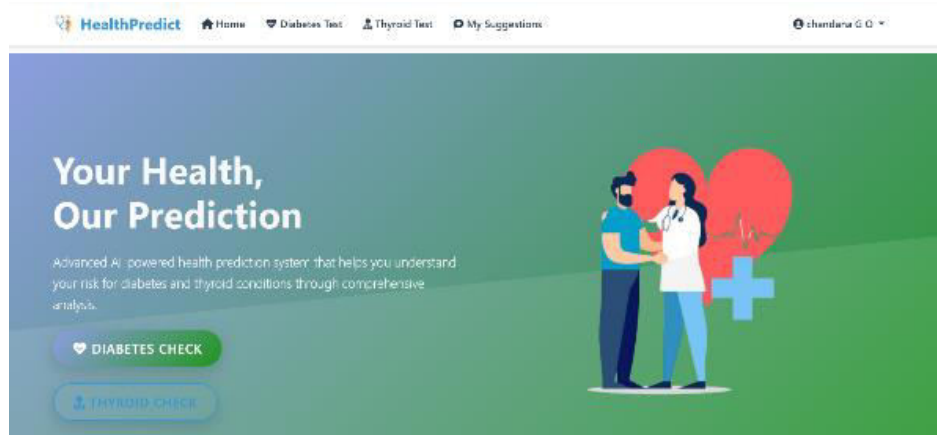 HealthPredict Home Diabetes Test Thyroid Test My Suggestions chandana G O
Your Health,
Our Prediction
Advanced AI powered health prediction system that helps you understand
your risk for diabetes and thyroid conditions through comprehensive
analysis.
DIABETES CHECK
THYROID CHECK